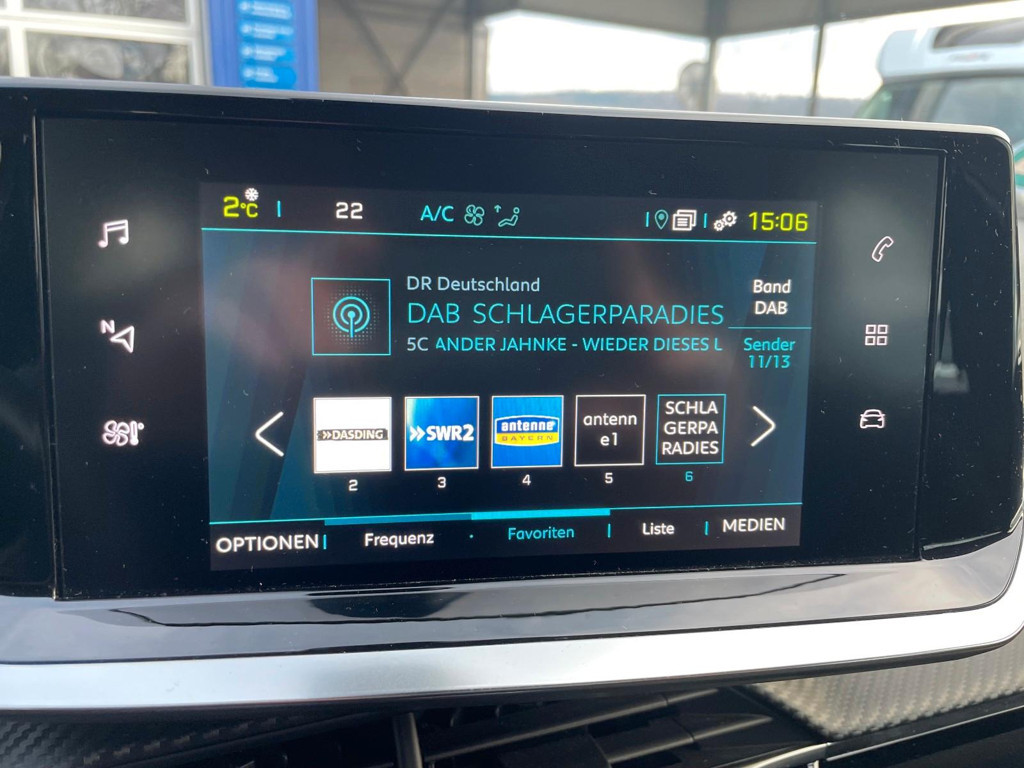 2°C
22
A/C
15:06
DR Deutschland
DAB SCHLAGERPARADIES
5C ANDER JAHNKE - WIEDER DIESES L
Band
DAB
Sender
11/13
N
»DASDING
»SWR2
antenne
BAYERN
antenn
e1
SCHLA
GERPA
RADIES
2
3
4
5
6
OPTIONEN
Frequenz
Favoriten
Liste
MEDIEN